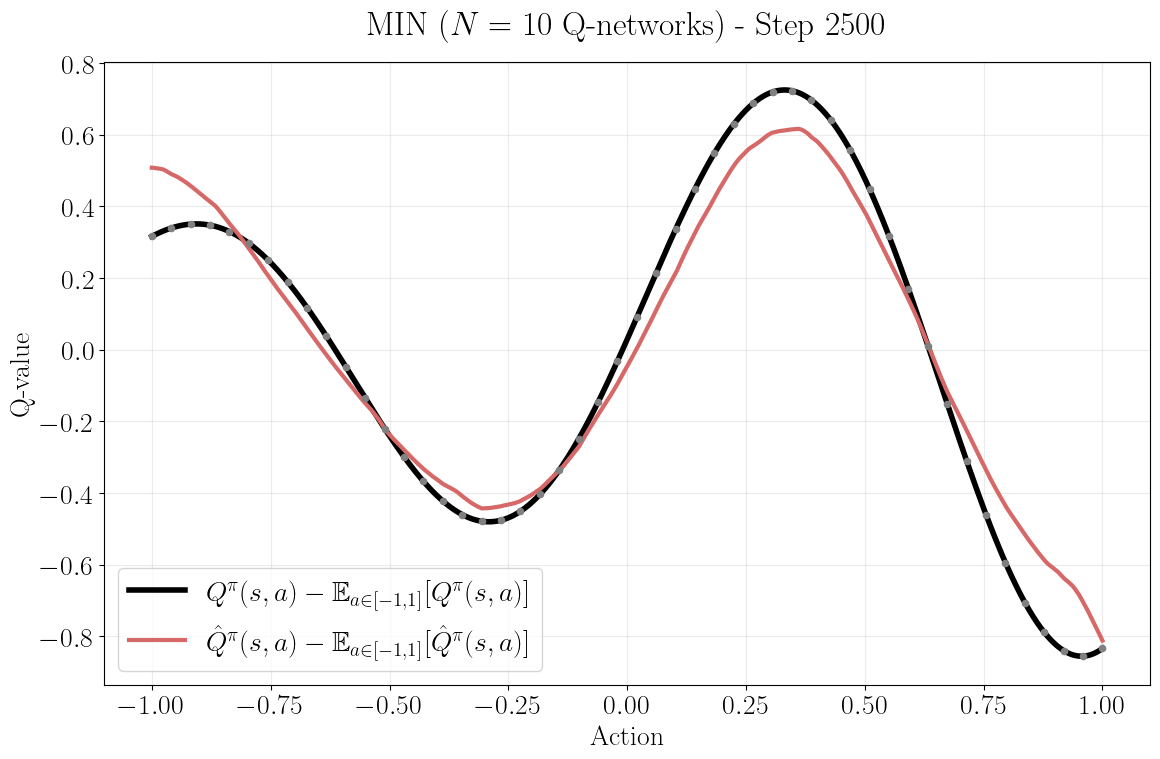 MIN (N = 10 Q-networks) - Step 2500
Q-value
0.8
0.6
0.4
0.2
0.0
−0.2
−0.4
−0.6
−0.8
Q^π(s, a) − 𝔼_{a∈[−1,1]}[Q^π(s, a)]
Q̂^π(s, a) − 𝔼_{a∈[−1,1]}[Q̂^π(s, a)]
−1.00 −0.75 −0.50 −0.25 0.00 0.25 0.50 0.75 1.00
Action